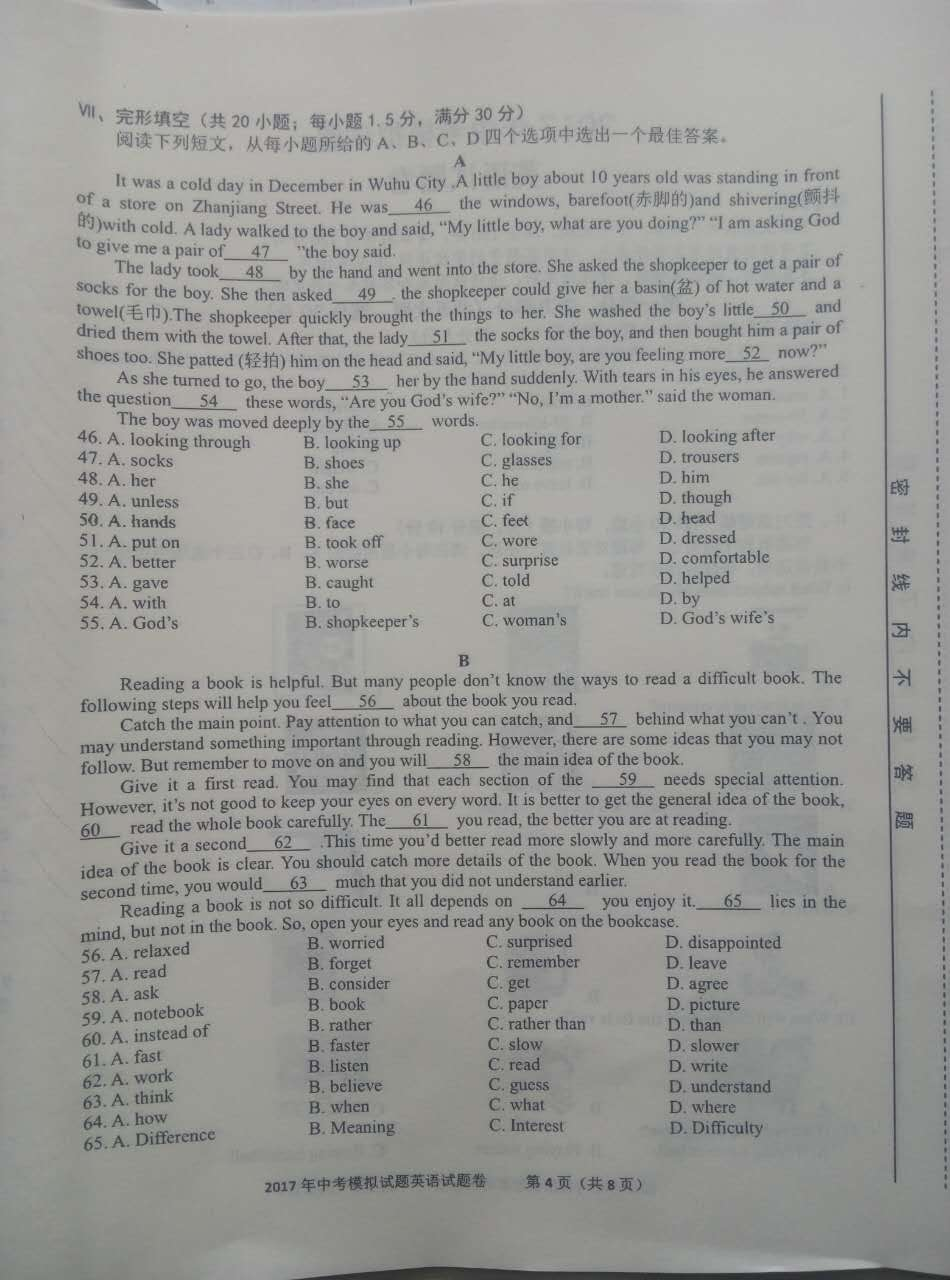 VII、完形填空（共 20 小题；每小题 1.5 分，满分 30 分）
阅读下列短文，从每小题所给的 A、B、C、D 四个选项中选出一个最佳答案。
A
It was a cold day in December in Wuhu City .A little boy about 10 years old was standing in front
of a store on Zhanjiang Street. He was 46 the windows, barefoot(赤脚的)and shivering(颤抖
的)with cold. A lady walked to the boy and said, “My little boy, what are you doing?” “I am asking God
to give me a pair of 47 ”the boy said.
The lady took 48 by the hand and went into the store. She asked the shopkeeper to get a pair of
socks for the boy. She then asked 49 the shopkeeper could give her a basin(盆) of hot water and a
towel(毛巾).The shopkeeper quickly brought the things to her. She washed the boy’s little 50 and
dried them with the towel. After that, the lady 51 the socks for the boy, and then bought him a pair of
shoes too. She patted (轻拍) him on the head and said, “My little boy, are you feeling more 52 now?”
As she turned to go, the boy 53 her by the hand suddenly. With tears in his eyes, he answered
the question 54 these words, “Are you God’s wife?” “No, I’m a mother.” said the woman.
The boy was moved deeply by the 55 words.
46. A. looking through B. looking up C. looking for D. looking after
47. A. socks B. shoes C. glasses D. trousers
48. A. her B. she C. he D. him
49. A. unless B. but C. if D. though
50. A. hands B. face C. feet D. head
51. A. put on B. took off C. wore D. dressed
52. A. better B. worse C. surprise D. comfortable
53. A. gave B. caught C. told D. helped
54. A. with B. to C. at D. by
55. A. God’s B. shopkeeper’s C. woman’s D. God’s wife’s
B
Reading a book is helpful. But many people don’t know the ways to read a difficult book. The
following steps will help you feel 56 about the book you read.
Catch the main point. Pay attention to what you can catch, and 57 behind what you can’t . You
may understand something important through reading. However, there are some ideas that you may not
follow. But remember to move on and you will 58 the main idea of the book.
Give it a first read. You may find that each section of the 59 needs special attention.
However, it’s not good to keep your eyes on every word. It is better to get the general idea of the book,
60 read the whole book carefully. The 61 you read, the better you are at reading.
Give it a second 62 .This time you’d better read more slowly and more carefully. The main
idea of the book is clear. You should catch more details of the book. When you read the book for the
second time, you would 63 much that you did not understand earlier.
Reading a book is not so difficult. It all depends on 64 you enjoy it. 65 lies in the
mind, but not in the book. So, open your eyes and read any book on the bookcase.
56. A. relaxed B. worried C. surprised D. disappointed
57. A. read B. forget C. remember D. leave
58. A. ask B. consider C. get D. agree
59. A. notebook B. book C. paper D. picture
60. A. instead of B. rather C. rather than D. than
61. A. fast B. faster C. slow D. slower
62. A. work B. listen C. read D. write
63. A. think B. believe C. guess D. understand
64. A. how B. when C. what D. where
65. A. Difference B. Meaning C. Interest D. Difficulty
2017 年中考模拟试题英语试题卷 第 4 页（共 8 页）
密封线内不要答题